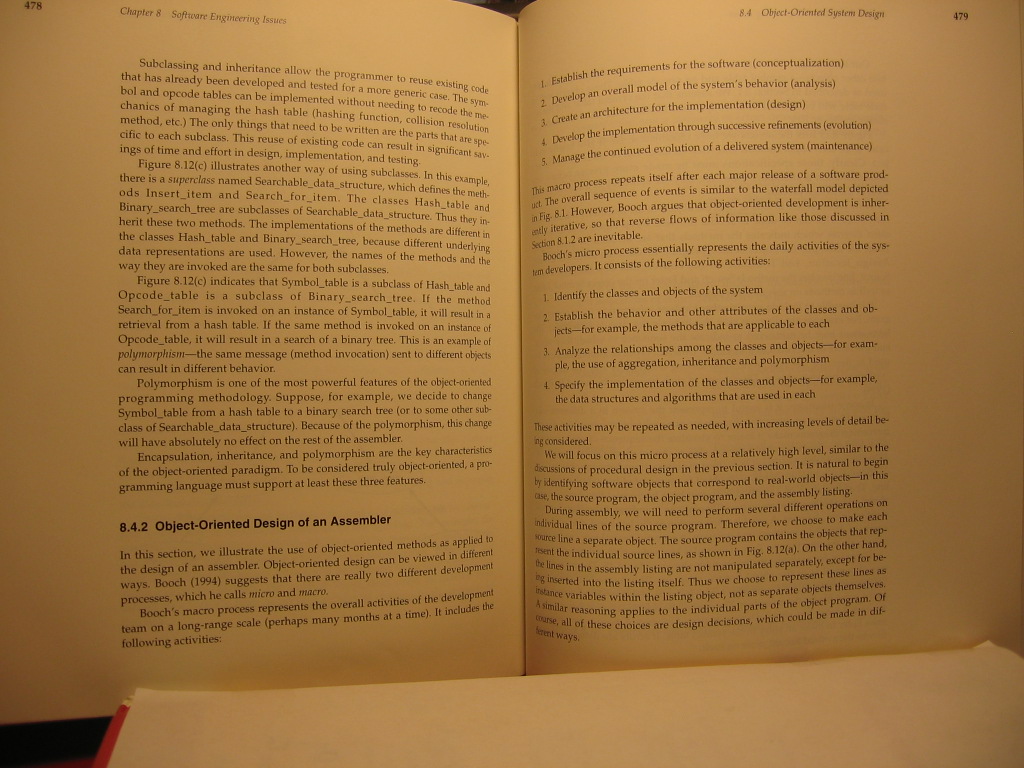 478
Chapter 8 Software Engineering Issues
Subclassing and inheritance allow the programmer to reuse existing code
that has already been developed and tested for a more generic case. The sym-
bol and opcode tables can be implemented without needing to recode the me-
chanics of managing the hash table (hashing function, collision resolution
method, etc.) The only things that need to be written are the parts that are spe-
cific to each subclass. This reuse of existing code can result in significant sav-
ings of time and effort in design, implementation, and testing.
Figure 8.12(c) illustrates another way of using subclasses. In this example,
there is a superclass named Searchable_data_structure, which defines the meth-
ods Insert_item and Search_for_item. The classes Hash_table and
Binary_search_tree are subclasses of Searchable_data_structure. Thus they in-
herit these two methods. The implementations of the methods are different in
the classes Hash_table and Binary_search_tree, because different underlying
data representations are used. However, the names of the methods and the
way they are invoked are the same for both subclasses.
Figure 8.12(c) indicates that Symbol_table is a subclass of Hash_table and
Opcode_table is a subclass of Binary_search_tree. If the method
Search_for_item is invoked on an instance of Symbol_table, it will result in a
retrieval from a hash table. If the same method is invoked on an instance of
Opcode_table, it will result in a search of a binary tree. This is an example of
polymorphism—the same message (method invocation) sent to different objects
can result in different behavior.
Polymorphism is one of the most powerful features of the object-oriented
programming methodology. Suppose, for example, we decide to change
Symbol_table from a hash table to a binary search tree (or to some other sub-
class of Searchable_data_structure). Because of the polymorphism, this change
will have absolutely no effect on the rest of the assembler.
Encapsulation, inheritance, and polymorphism are the key characteristics
of the object-oriented paradigm. To be considered truly object-oriented, a pro-
gramming language must support at least these three features.
8.4.2 Object-Oriented Design of an Assembler
In this section, we illustrate the use of object-oriented methods as applied to
the design of an assembler. Object-oriented design can be viewed in different
ways. Booch (1994) suggests that there are really two different development
processes, which he calls micro and macro.
Booch's macro process represents the overall activities of the development
team on a long-range scale (perhaps many months at a time). It includes the
following activities:
8.4 Object-Oriented System Design
479
1. Establish the requirements for the software (conceptualization)
2. Develop an overall model of the system's behavior (analysis)
3. Create an architecture for the implementation (design)
4. Develop the implementation through successive refinements (evolution)
5. Manage the continued evolution of a delivered system (maintenance)
This macro process repeats itself after each major release of a software prod-
uct. The overall sequence of events is similar to the waterfall model depicted
in Fig. 8.1. However, Booch argues that object-oriented development is inher-
ently iterative, so that reverse flows of information like those discussed in
Section 8.1.2 are inevitable.
Booch's micro process essentially represents the daily activities of the sys-
tem developers. It consists of the following activities:
1. Identify the classes and objects of the system
2. Establish the behavior and other attributes of the classes and ob-
jects—for example, the methods that are applicable to each
3. Analyze the relationships among the classes and objects—for exam-
ple, the use of aggregation, inheritance and polymorphism
4. Specify the implementation of the classes and objects—for example,
the data structures and algorithms that are used in each
These activities may be repeated as needed, with increasing levels of detail be-
ing considered.
We will focus on this micro process at a relatively high level, similar to the
discussions of procedural design in the previous section. It is natural to begin
by identifying software objects that correspond to real-world objects—in this
case, the source program, the object program, and the assembly listing.
During assembly, we will need to perform several different operations on
individual lines of the source program. Therefore, we choose to make each
source line a separate object. The source program contains the objects that rep-
resent the individual source lines, as shown in Fig. 8.12(a). On the other hand,
the lines in the assembly listing are not manipulated separately, except for be-
ing inserted into the listing itself. Thus we choose to represent these lines as
instance variables within the listing object, not as separate objects themselves.
A similar reasoning applies to the individual parts of the object program. Of
course, all of these choices are design decisions, which could be made in dif-
ferent ways.